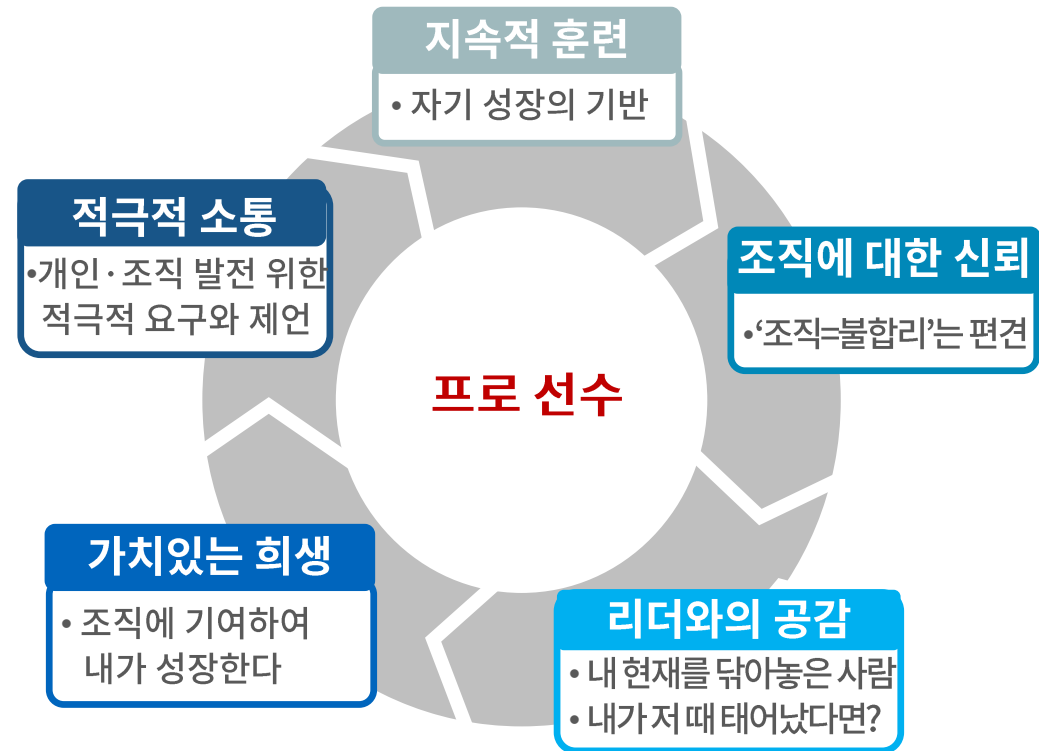 지속적 훈련
• 자기 성장의 기반
조직에 대한 신뢰
•‘조직=불합리’는 편견
리더와의 공감
• 내 현재를 닦아놓은 사람
• 내가 저 때 태어났다면?
가치있는 희생
• 조직에 기여하여
내가 성장한다
적극적 소통
•개인·조직 발전 위한
적극적 요구와 제언
프로 선수